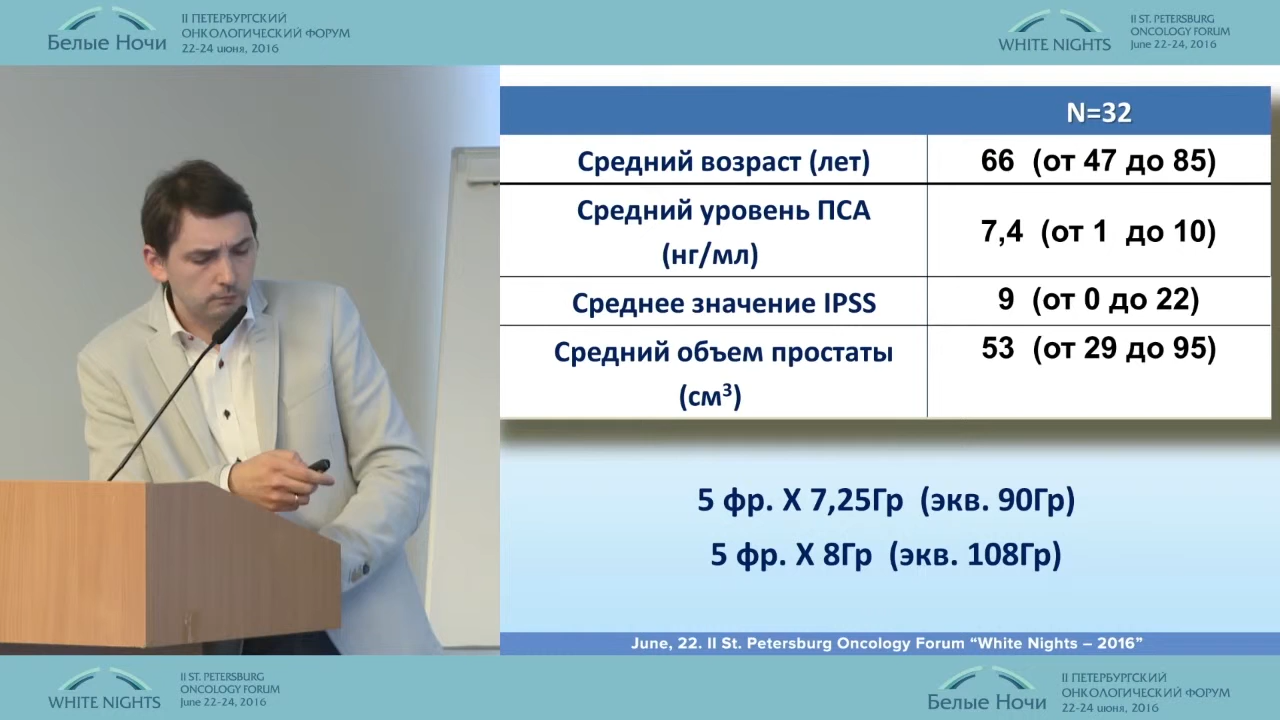 Белые Ночи
II ПЕТЕРБУРГСКИЙ
ОНКОЛОГИЧЕСКИЙ ФОРУМ
22-24 июня, 2016
WHITE NIGHTS
II ST. PETERSBURG
ONCOLOGY FORUM
June 22-24, 2016
N=32
Средний возраст (лет)
66 (от 47 до 85)
Средний уровень ПСА
(нг/мл)
7,4 (от 1 до 10)
Среднее значение IPSS
9 (от 0 до 22)
Средний объем простаты
(см³)
53 (от 29 до 95)
5 фр. X 7,25Гр (экв. 90Гр)
5 фр. X 8Гр (экв. 108Гр)
June, 22. II St. Petersburg Oncology Forum “White Nights – 2016”
WHITE NIGHTS
II ST. PETERSBURG
ONCOLOGY FORUM
June 22-24, 2016
Белые Ночи
II ПЕТЕРБУРГСКИЙ
ОНКОЛОГИЧЕСКИЙ ФОРУМ
22-24 июня, 2016